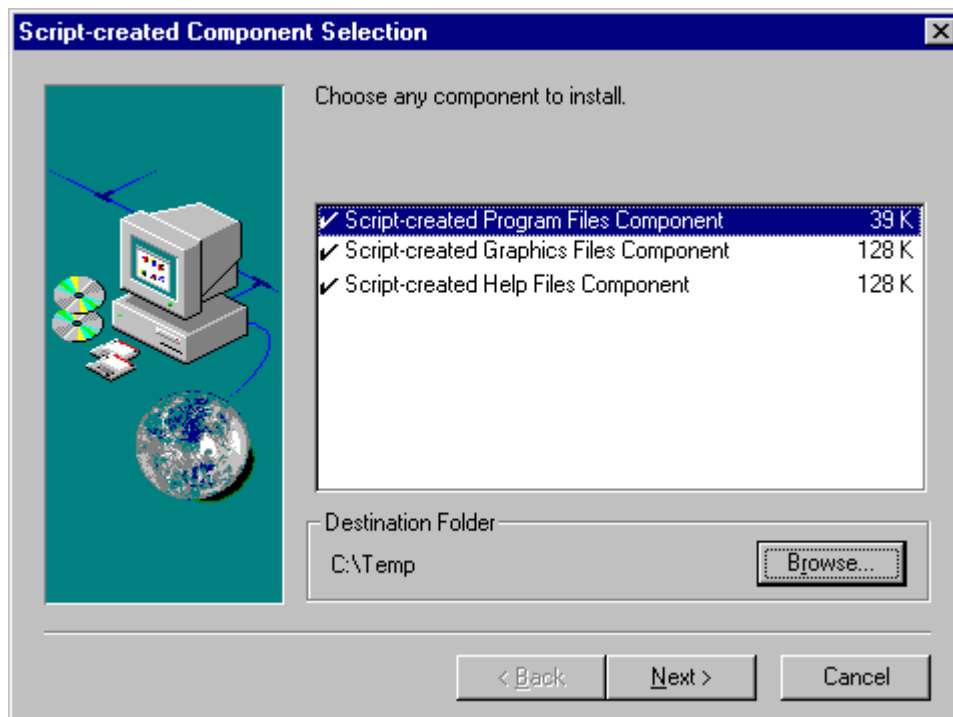 Script-created Component Selection
Choose any component to install.
✔ Script-created Program Files Component 39 K
✔ Script-created Graphics Files Component 128 K
✔ Script-created Help Files Component 128 K
Destination Folder
C:\Temp
Browse...
< Back
Next >
Cancel